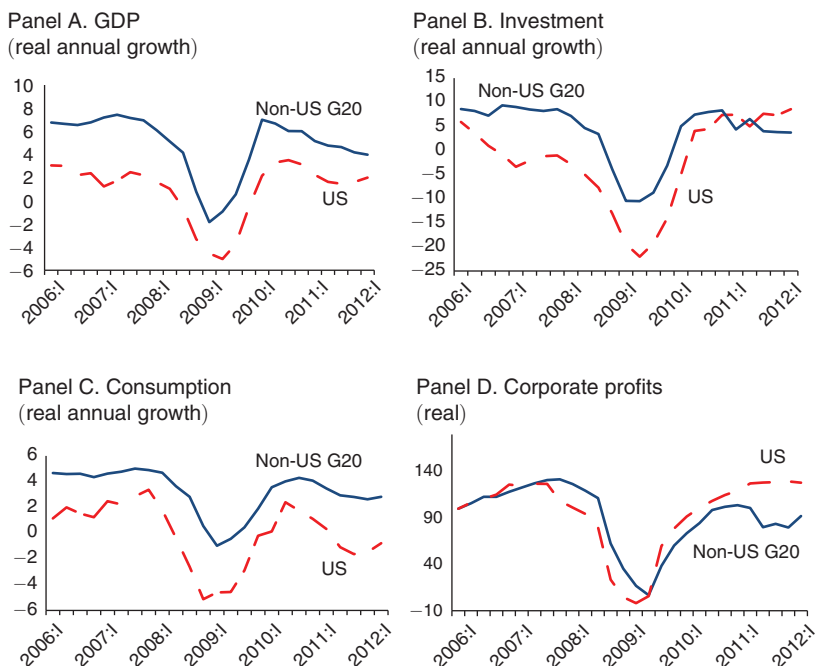 Panel A. GDP
(real annual growth)
10
8
6
4
2
0
−2
−4
−6
Non-US G20
US
2006:I
2007:I
2008:I
2009:I
2010:I
2011:I
2012:I
Panel B. Investment
(real annual growth)
15
10
5
0
−5
−10
−15
−20
−25
Non-US G20
US
2006:I
2007:I
2008:I
2009:I
2010:I
2011:I
2012:I
Panel C. Consumption
(real annual growth)
6
4
2
0
−2
−4
−6
Non-US G20
US
2006:I
2007:I
2008:I
2009:I
2010:I
2011:I
2012:I
Panel D. Corporate profits
(real)
140
90
40
−10
US
Non-US G20
2006:I
2007:I
2008:I
2009:I
2010:I
2011:I
2012:I